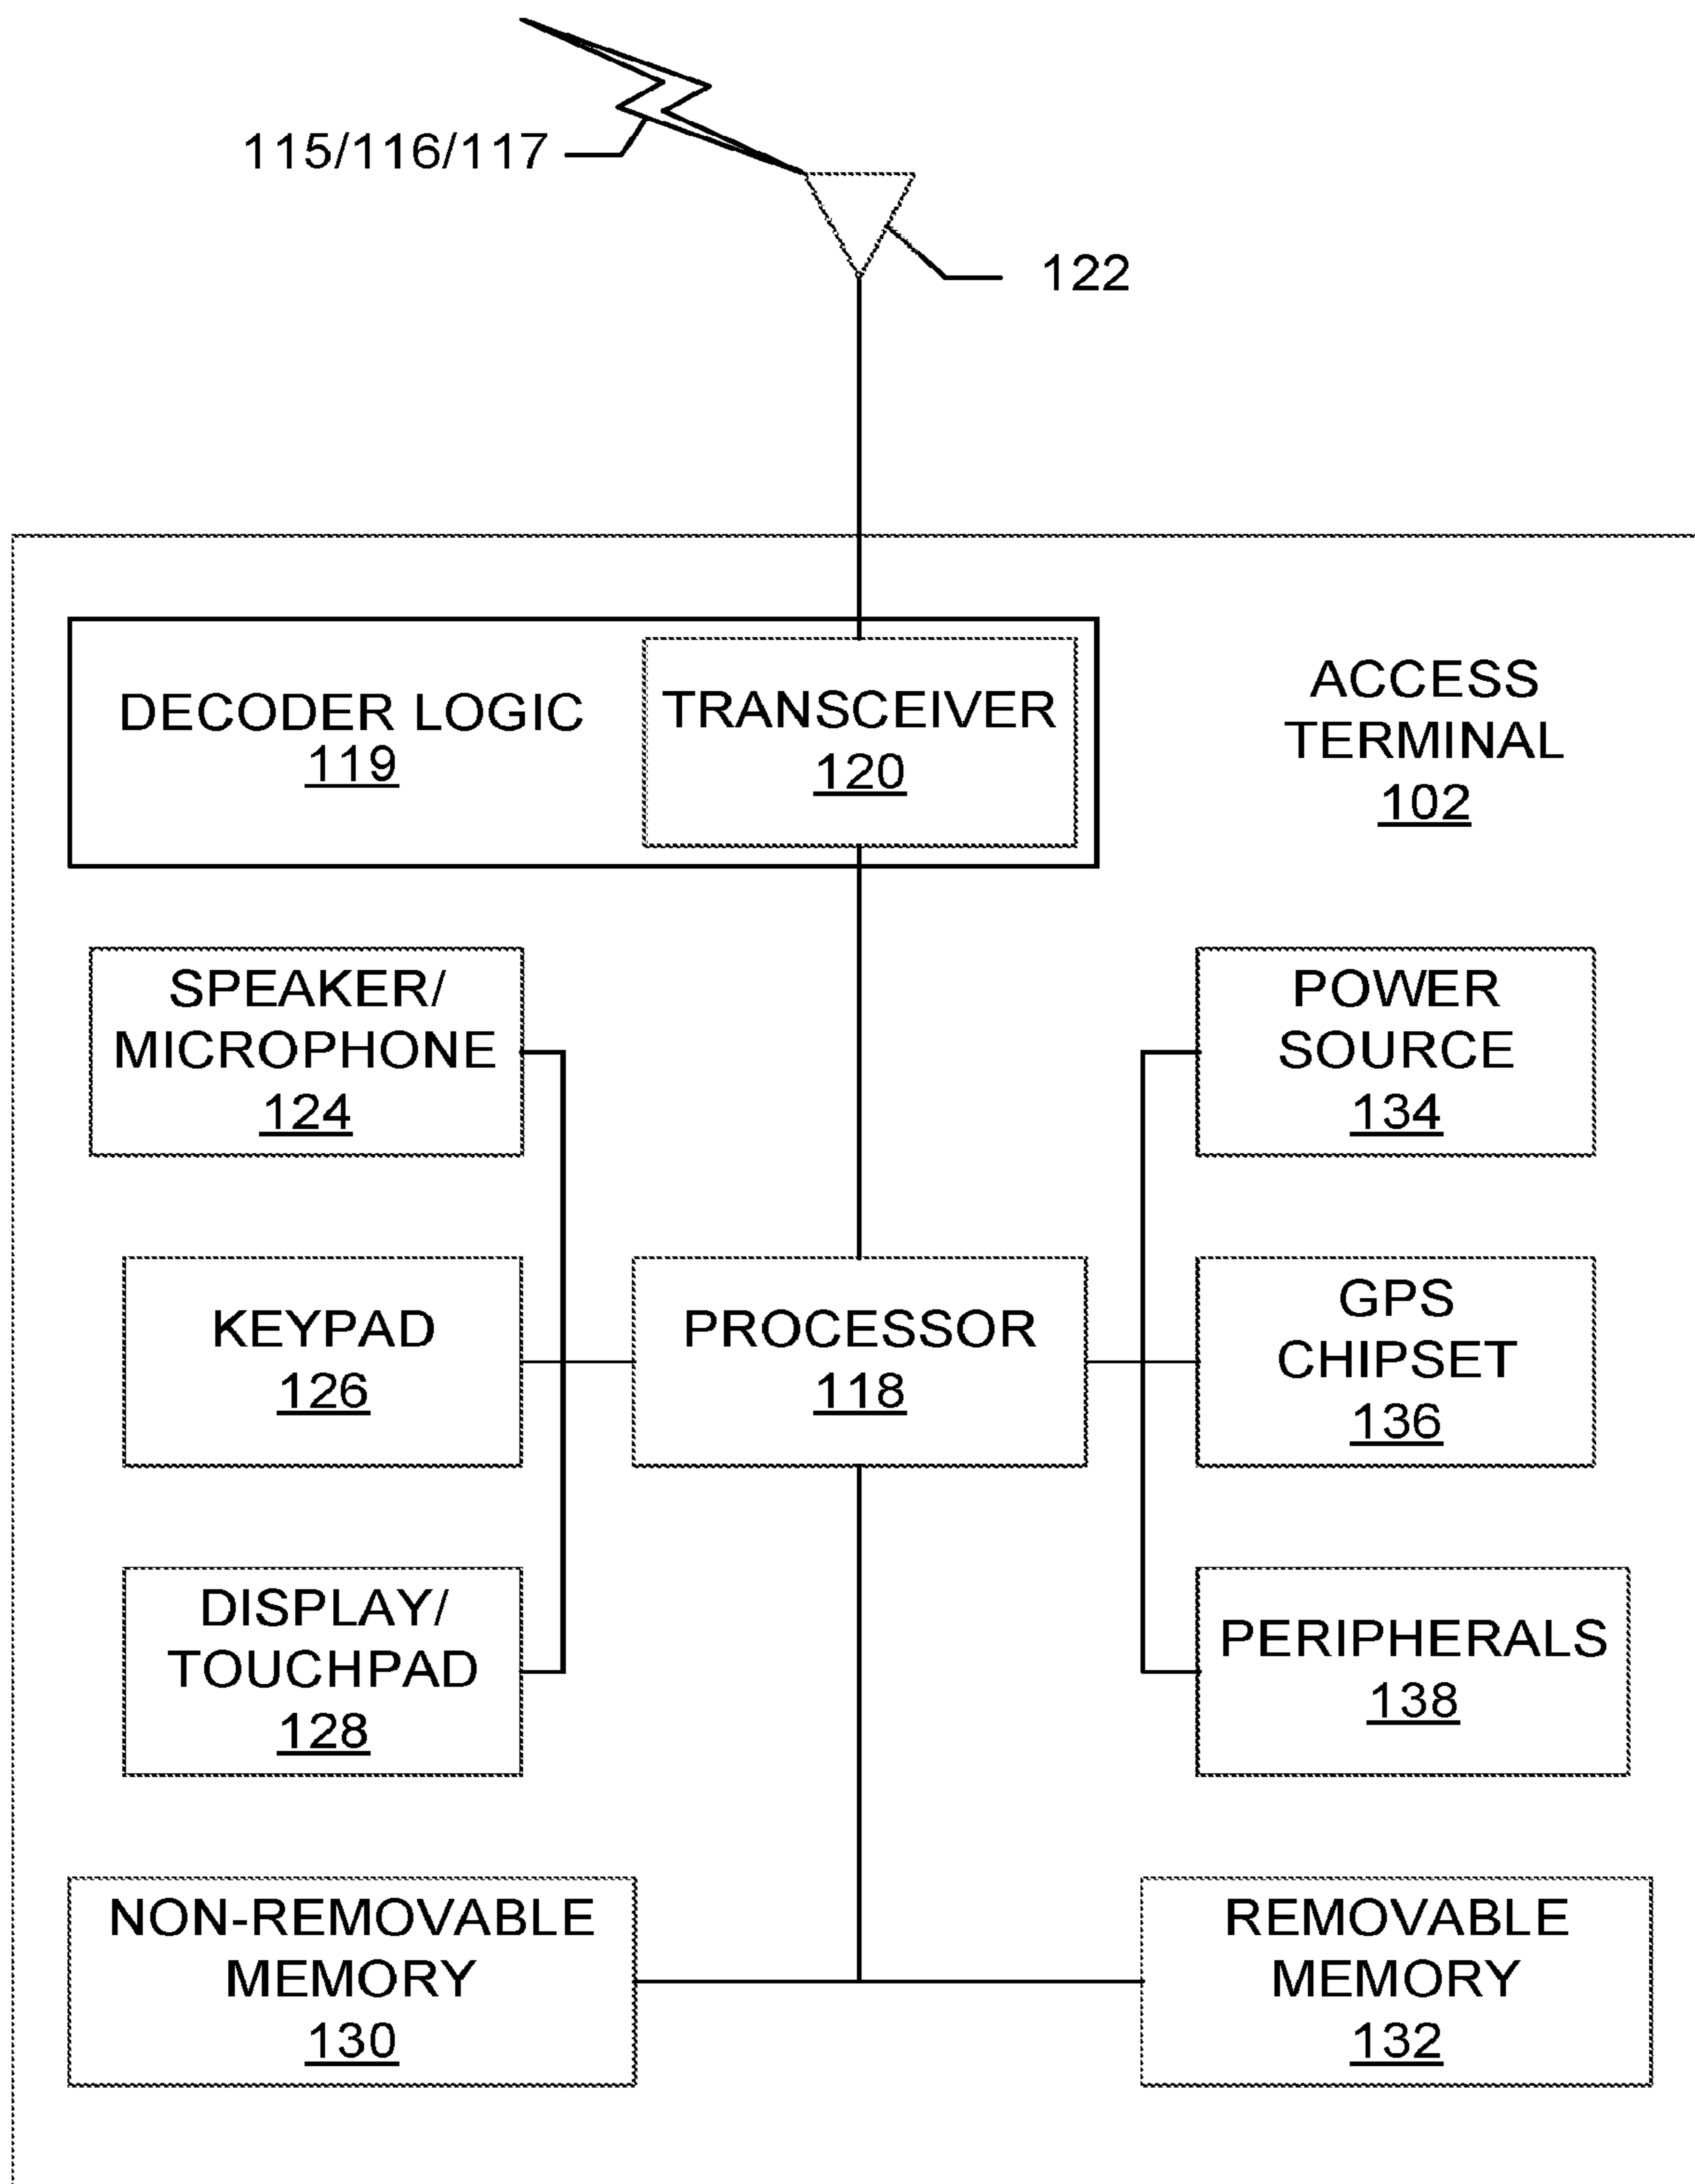 115/116/117
122
DECODER LOGIC
119
TRANSCEIVER
120
ACCESS
TERMINAL
102
SPEAKER/
MICROPHONE
124
POWER
SOURCE
134
KEYPAD
126
PROCESSOR
118
GPS
CHIPSET
136
DISPLAY/
TOUCHPAD
128
PERIPHERALS
138
NON-REMOVABLE
MEMORY
130
REMOVABLE
MEMORY
132